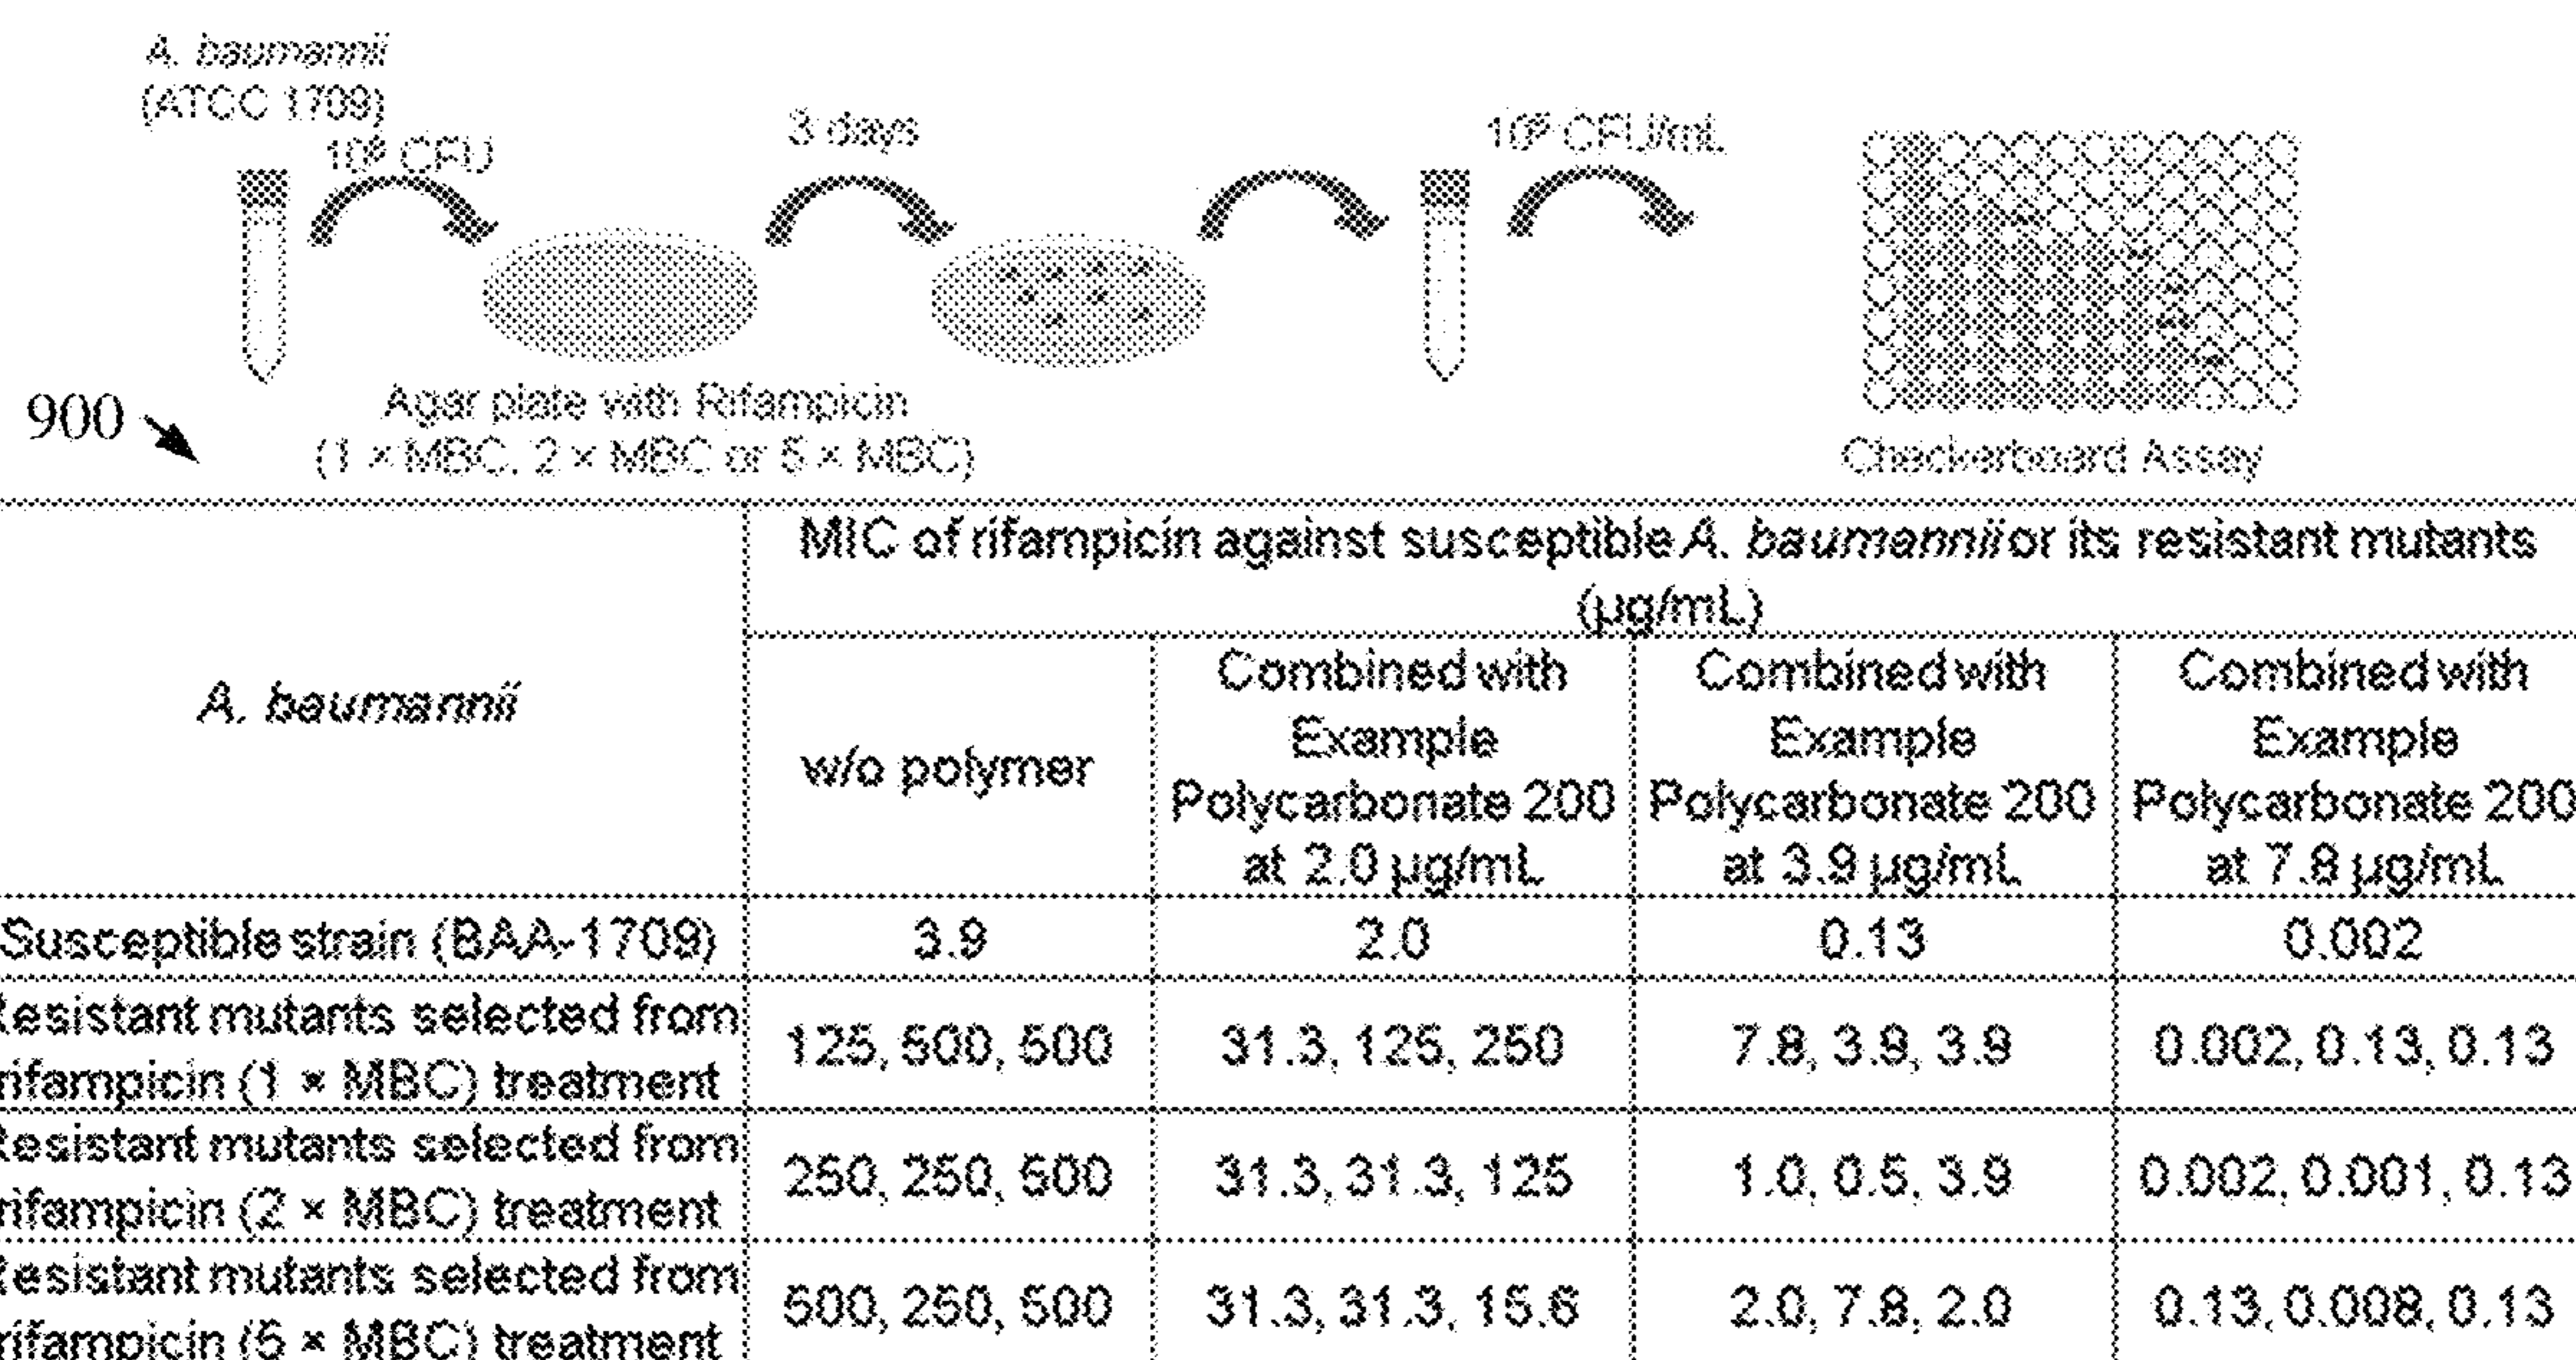 A. baumannii
(ATCC 1709)
10⁸ CFU
3 days
CFU/mL
900
Agar plate with Rifampicin
(1 × MBC, 2 × MBC or 5 × MBC)
Checkerboard Assay
MIC of rifampicin against susceptible A. baumannii or its resistant mutants
(µg/mL)
A. baumannii
w/o polymer
Combined with
Example
Polycarbonate 200
at 2.0 µg/mL
Combined with
Example
Polycarbonate 200
at 3.9 µg/mL
Combined with
Example
Polycarbonate 200
at 7.8 µg/mL
Susceptible strain (BAA-1709)
3.9
2.0
0.13
0.002
esistant mutants selected from
rifampicin (1 × MBC) treatment
125, 500, 500
31.3, 125, 250
7.8, 3.9, 3.9
0.002, 0.13, 0.13
esistant mutants selected from
rifampicin (2 × MBC) treatment
250, 250, 500
31.3, 31.3, 125
1.0, 0.5, 3.9
0.002, 0.001, 0.13
esistant mutants selected from
rifampicin (5 × MBC) treatment
500, 250, 500
31.3, 31.3, 15.6
2.0, 7.8, 2.0
0.13, 0.008, 0.13